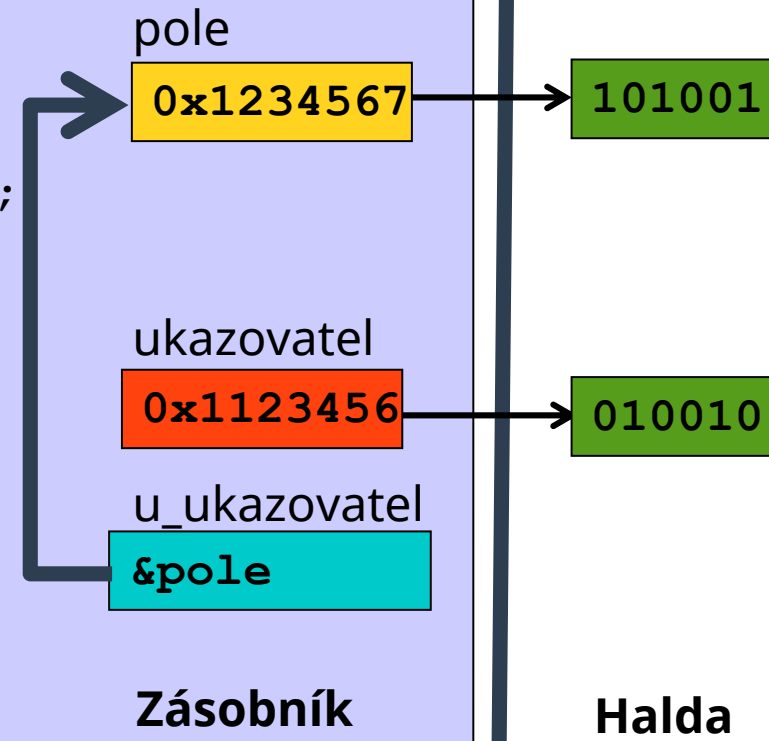 pole
0x1234567
101001
;
ukazovatel
0x1123456
010010
u_ukazovatel
&pole
Zásobník
Halda